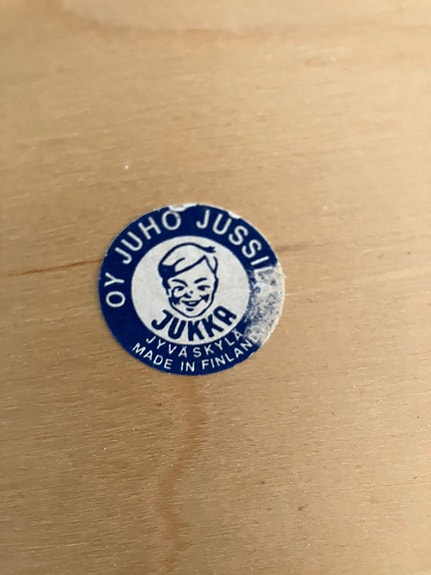 OY JUHO JUSSIL
JUKKA
JYVÄSKYLÄ
MADE IN FINLAN